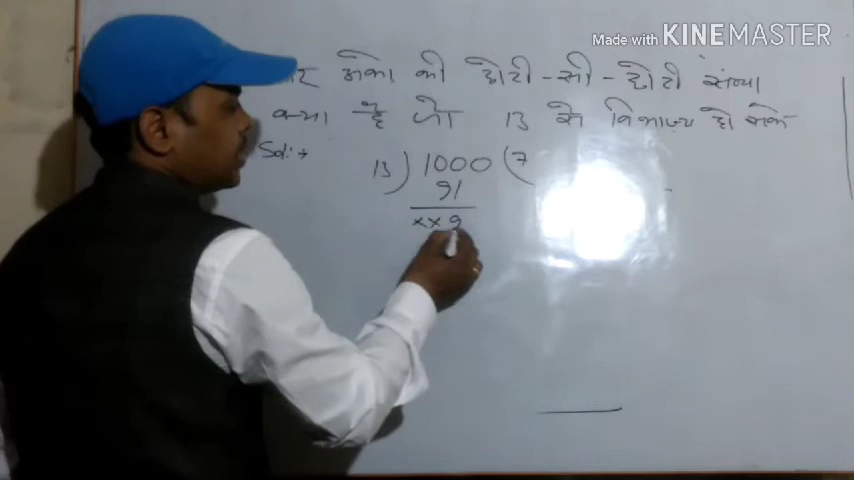 Made with KINEMASTER
अंको की छोटी-सी-छोटी संख्या
क्या है जो 13 से विभाज्य हो सके
Sol:→ 13 ) 1000 ( 7
91
xx9